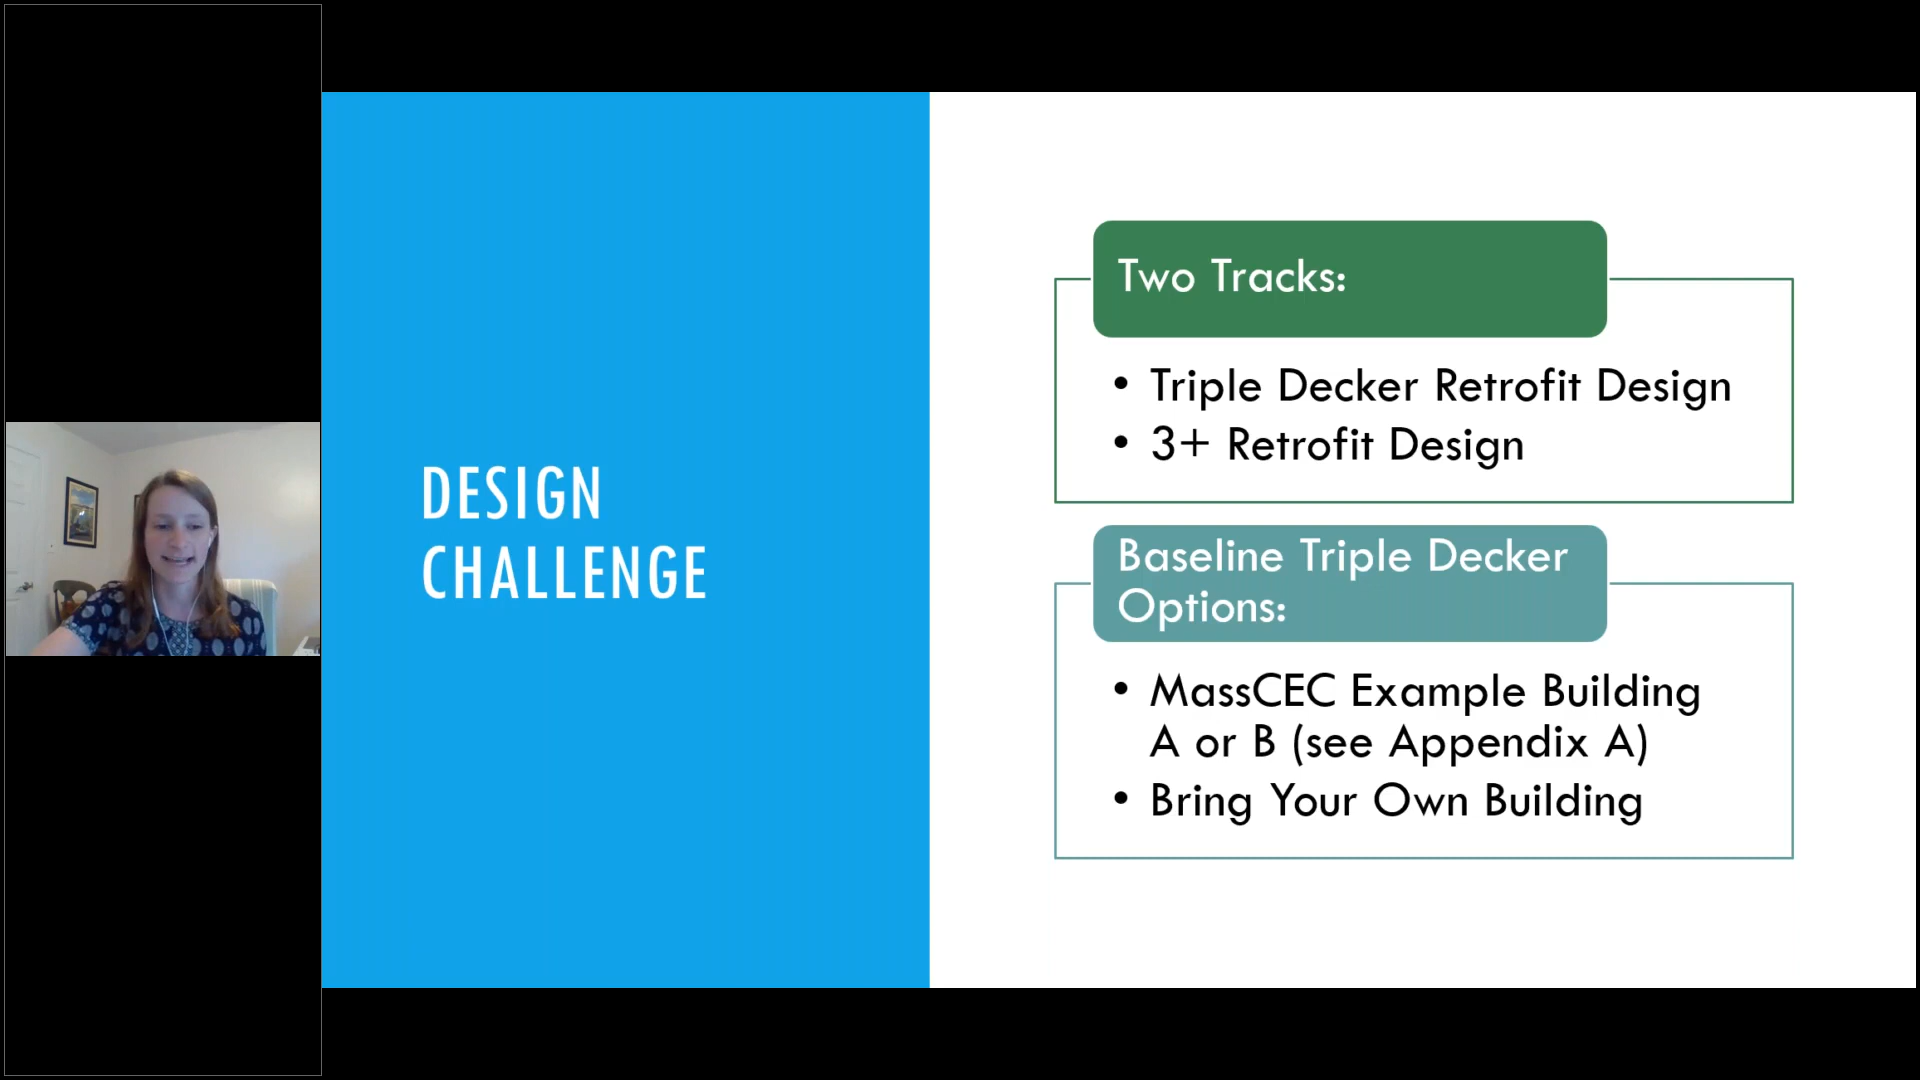 DESIGN
CHALLENGE
Two Tracks:
• Triple Decker Retrofit Design
• 3+ Retrofit Design
Baseline Triple Decker
Options:
• MassCEC Example Building
A or B (see Appendix A)
• Bring Your Own Building